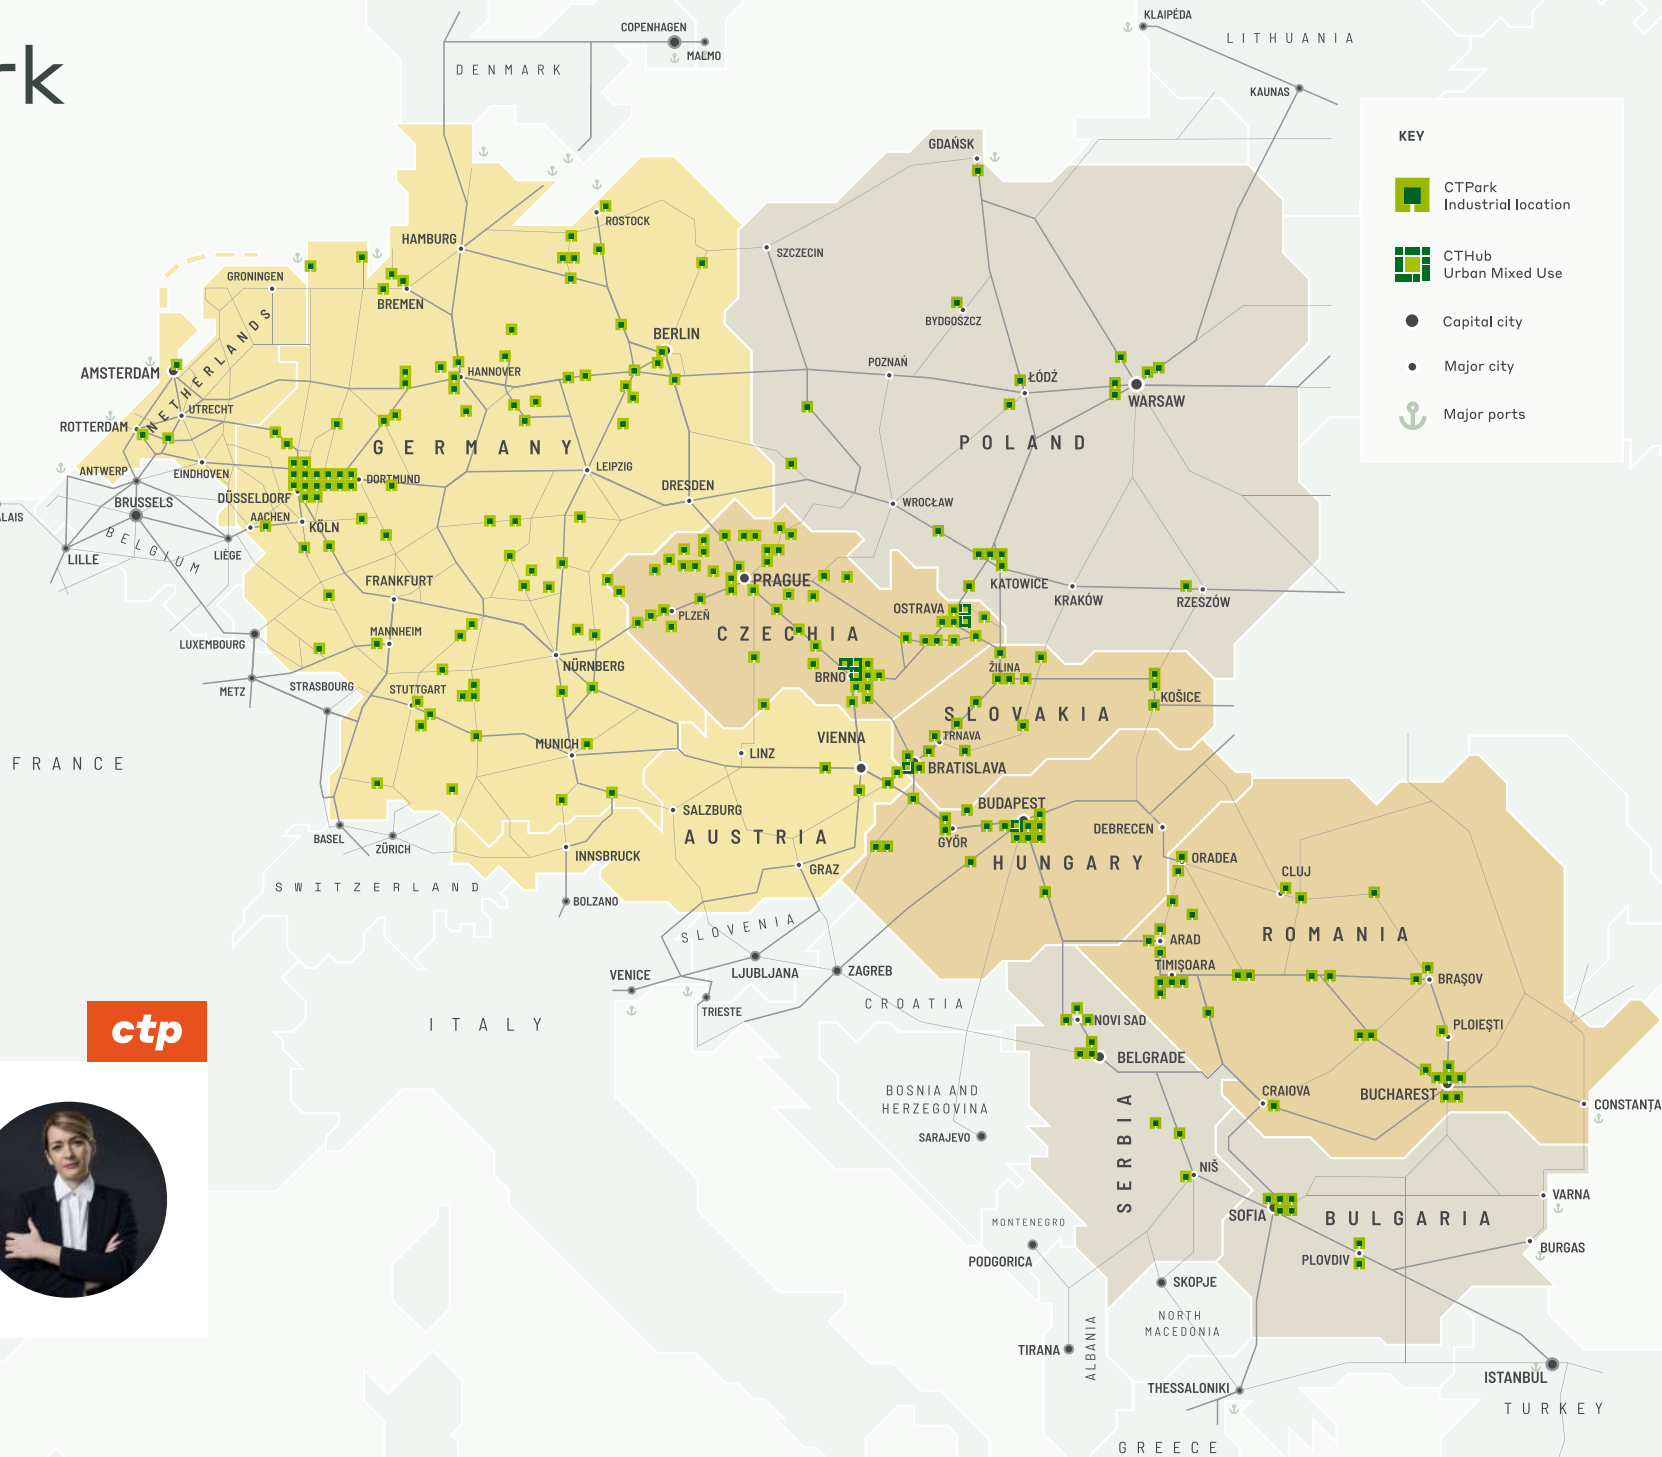 rk
COPENHAGEN
MALMO
DENMARK
KLAIPÉDA
LITHUANIA
KAUNAS
KEY
CTPark
Industrial location
CTHub
Urban Mixed Use
Capital city
Major city
Major ports
GDAŃSK
ROSTOCK
HAMBURG
SZCZECIN
GRONINGEN
BREMEN
BYDGOSZCZ
NETHERLANDS
BERLIN
AMSTERDAM
HANNOVER
POZNAŃ
ŁÓDŹ
WARSAW
UTRECHT
ROTTERDAM
GERMANY
POLAND
ANTWERP
EINDHOVEN
DORTMUND
LEIPZIG
DRESDEN
BRUSSELS
DÜSSELDORF
WROCŁAW
ALAIS
AACHEN
KÖLN
BELGIUM
LILLE
LIÈGE
FRANKFURT
PRAGUE
KATOWICE
KRAKÓW
RZESZÓW
OSTRAVA
PLZEŇ
CZECHIA
MANNHEIM
LUXEMBOURG
NÜRNBERG
ŽILINA
BRNO
METZ
STRASBOURG
STUTTGART
KOŠICE
SLOVAKIA
VIENNA
TRNAVA
MUNICH
LINZ
FRANCE
BRATISLAVA
BUDAPEST
SALZBURG
DEBRECEN
BASEL
ZÜRICH
AUSTRIA
GYŐR
INNSBRUCK
HUNGARY
ORADEA
GRAZ
CLUJ
SWITZERLAND
BOLZANO
SLOVENIA
ROMANIA
ARAD
TIMIȘOARA
VENICE
LJUBLJANA
ZAGREB
BRAȘOV
TRIESTE
CROATIA
ITALY
NOVI SAD
PLOIEȘTI
ctp
BELGRADE
BOSNIA AND
HERZEGOVINA
CRAIOVA
BUCHAREST
CONSTANȚA
SARAJEVO
SERBIA
NIŠ
VARNA
SOFIA
BULGARIA
MONTENEGRO
PODGORICA
PLOVDIV
BURGAS
SKOPJE
NORTH
MACEDONIA
ALBANIA
TIRANA
THESSALONIKI
ISTANBUL
TURKEY
GREECE